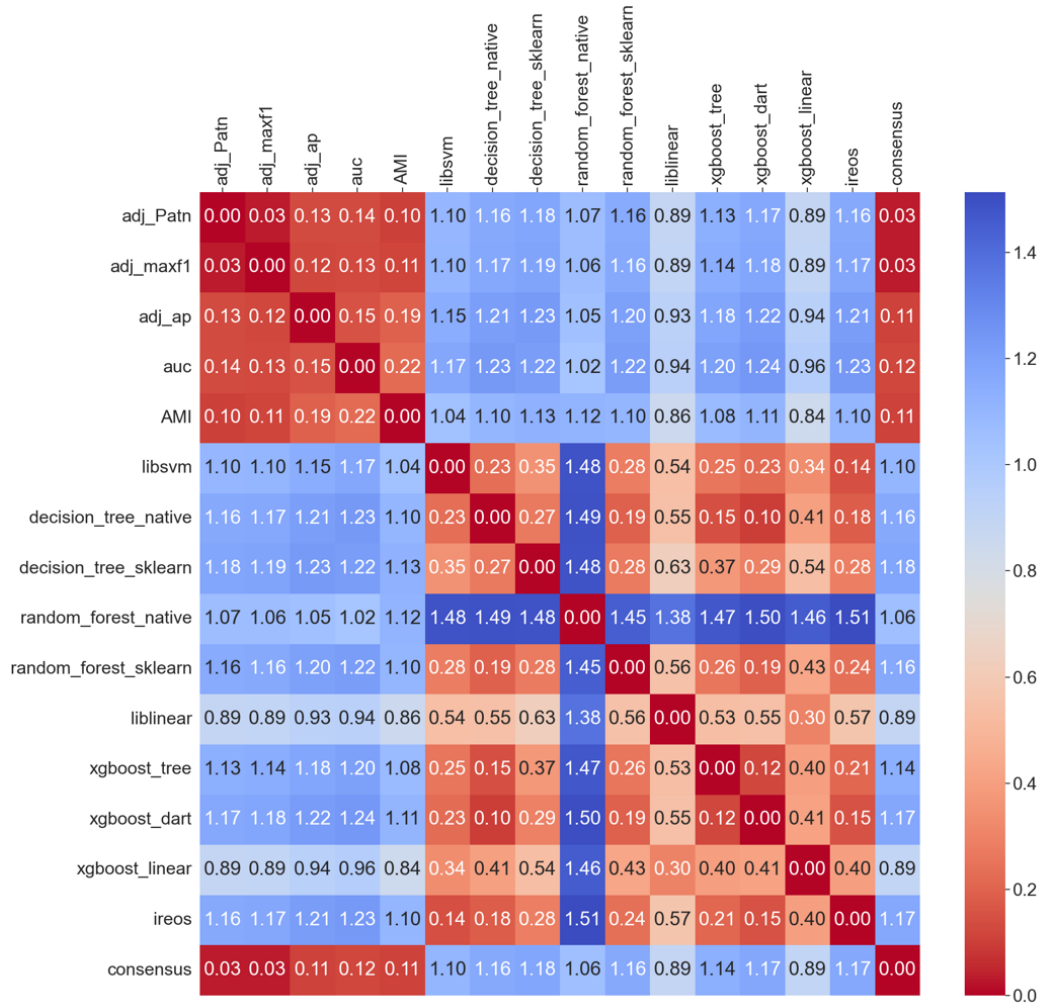 adj_Patn adj_maxf1 adj_ap auc AMI libsvm decision_tree_native decision_tree_sklearn random_forest_native random_forest_sklearn liblinear xgboost_tree xgboost_dart xgboost_linear ireos consensus
adj_Patn 0.00 0.03 0.13 0.14 0.10 1.10 1.16 1.18 1.07 1.16 0.89 1.13 1.17 0.89 1.16 0.03
adj_maxf1 0.03 0.00 0.12 0.13 0.11 1.10 1.17 1.19 1.06 1.16 0.89 1.14 1.18 0.89 1.17 0.03
adj_ap 0.13 0.12 0.00 0.15 0.19 1.15 1.21 1.23 1.05 1.20 0.93 1.18 1.22 0.94 1.21 0.11
auc 0.14 0.13 0.15 0.00 0.22 1.17 1.23 1.22 1.02 1.22 0.94 1.20 1.24 0.96 1.23 0.12
AMI 0.10 0.11 0.19 0.22 0.00 1.04 1.10 1.13 1.12 1.10 0.86 1.08 1.11 0.84 1.10 0.11
libsvm 1.10 1.10 1.15 1.17 1.04 0.00 0.23 0.35 1.48 0.28 0.54 0.25 0.23 0.34 0.14 1.10
decision_tree_native 1.16 1.17 1.21 1.23 1.10 0.23 0.00 0.27 1.49 0.19 0.55 0.15 0.10 0.41 0.18 1.16
decision_tree_sklearn 1.18 1.19 1.23 1.22 1.13 0.35 0.27 0.00 1.48 0.28 0.63 0.37 0.29 0.54 0.28 1.18
random_forest_native 1.07 1.06 1.05 1.02 1.12 1.48 1.49 1.48 0.00 1.45 1.38 1.47 1.50 1.46 1.51 1.06
random_forest_sklearn 1.16 1.16 1.20 1.22 1.10 0.28 0.19 0.28 1.45 0.00 0.56 0.26 0.19 0.43 0.24 1.16
liblinear 0.89 0.89 0.93 0.94 0.86 0.54 0.55 0.63 1.38 0.56 0.00 0.53 0.55 0.30 0.57 0.89
xgboost_tree 1.13 1.14 1.18 1.20 1.08 0.25 0.15 0.37 1.47 0.26 0.53 0.00 0.12 0.40 0.21 1.14
xgboost_dart 1.17 1.18 1.22 1.24 1.11 0.23 0.10 0.29 1.50 0.19 0.55 0.12 0.00 0.41 0.15 1.17
xgboost_linear 0.89 0.89 0.94 0.96 0.84 0.34 0.41 0.54 1.46 0.43 0.30 0.40 0.41 0.00 0.40 0.89
ireos 1.16 1.17 1.21 1.23 1.10 0.14 0.18 0.28 1.51 0.24 0.57 0.21 0.15 0.40 0.00 1.17
consensus 0.03 0.03 0.11 0.12 0.11 1.10 1.16 1.18 1.06 1.16 0.89 1.14 1.17 0.89 1.17 0.00
1.4
1.2
1.0
0.8
0.6
0.4
0.2
0.0